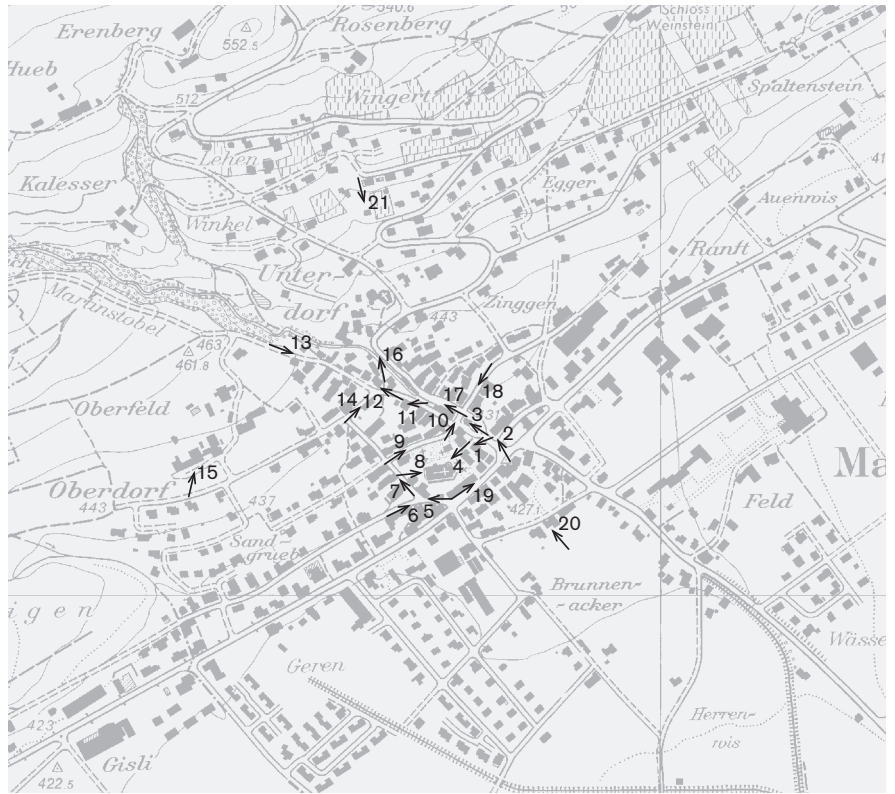 540.6
Schloss
Weinstein
Erenberg
Rosenberg
552.5
Hueb
Wingert
Spaltenstein
512
Lehen
Kalesser
Egger
21
Auenmis
Winkel
Ranft
Unter-
dorf
Zinggen
443
Martinstobel
463
461.8
13
16
18
14
12
11
17
10
3
2
Oberfeld
9
1
8
4
Ma
15
7
19
Oberdorf
437
5
6
427.1
Feld
443
20
Sand-
grueb
Brunnen-
-acker
igen
Wässe
Geren
Herren-
wis
423
Gisli
422.5